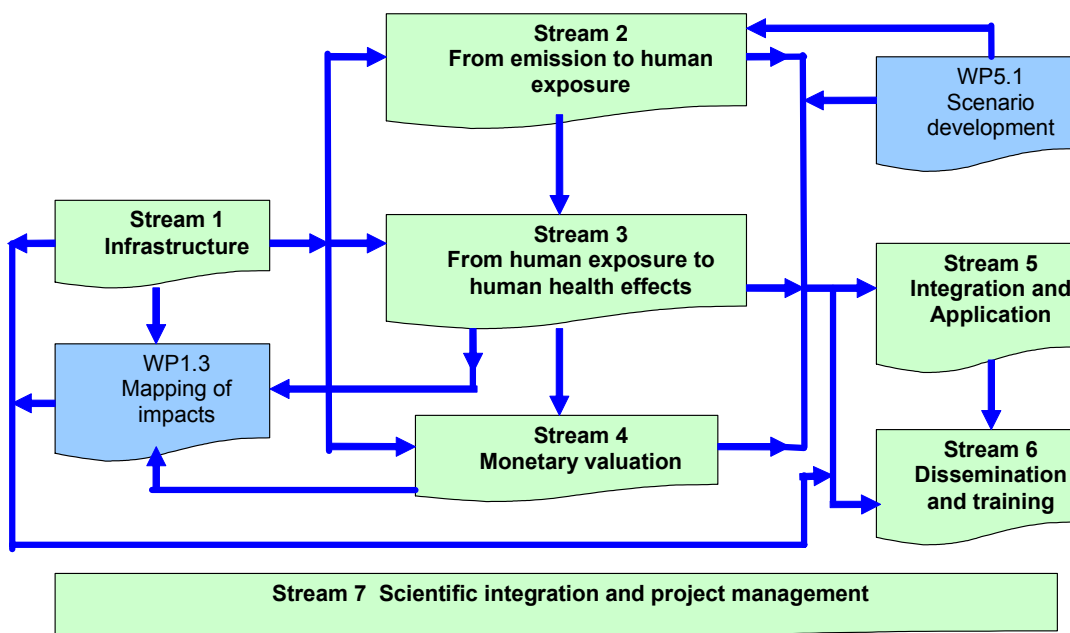 Stream 2
From emission to human
exposure
WP5.1
Scenario
development
Stream 1
Infrastructure
Stream 3
From human exposure to
human health effects
Stream 5
Integration and
Application
WP1.3
Mapping of
impacts
Stream 4
Monetary valuation
Stream 6
Dissemination
and training
Stream 7 Scientific integration and project management